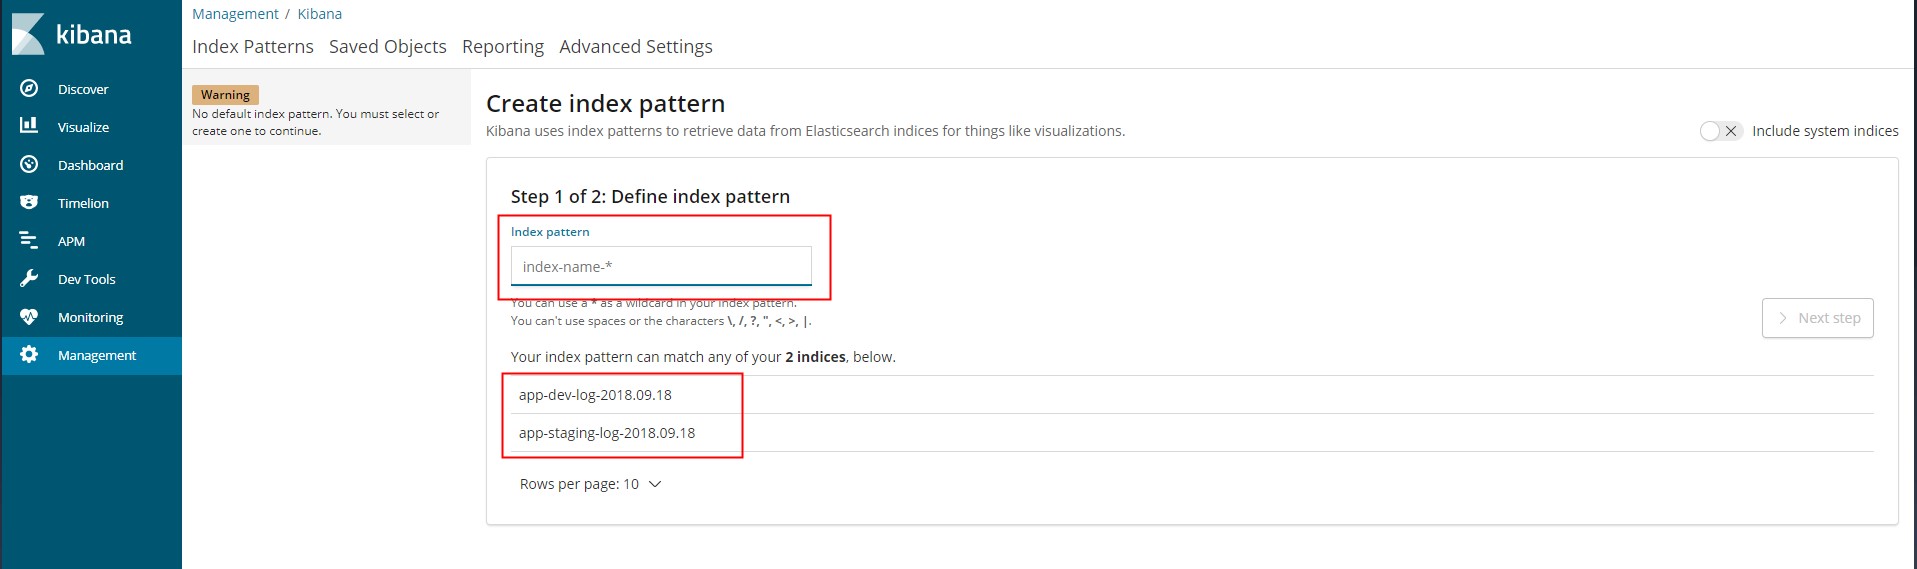 kibana
Discover
Visualize
Dashboard
Timelion
APM
Dev Tools
Monitoring
Management
Management / Kibana
Index Patterns Saved Objects Reporting Advanced Settings
Warning
No default index pattern. You must select or
create one to continue.
Create index pattern
Kibana uses index patterns to retrieve data from Elasticsearch indices for things like visualizations.
Include system indices
Step 1 of 2: Define index pattern
Index pattern
index-name-*
You can use a * as a wildcard in your index pattern.
You can't use spaces or the characters \, /, ?, ", <, >, |.
Next step
Your index pattern can match any of your 2 indices, below.
app-dev-log-2018.09.18
app-staging-log-2018.09.18
Rows per page: 10